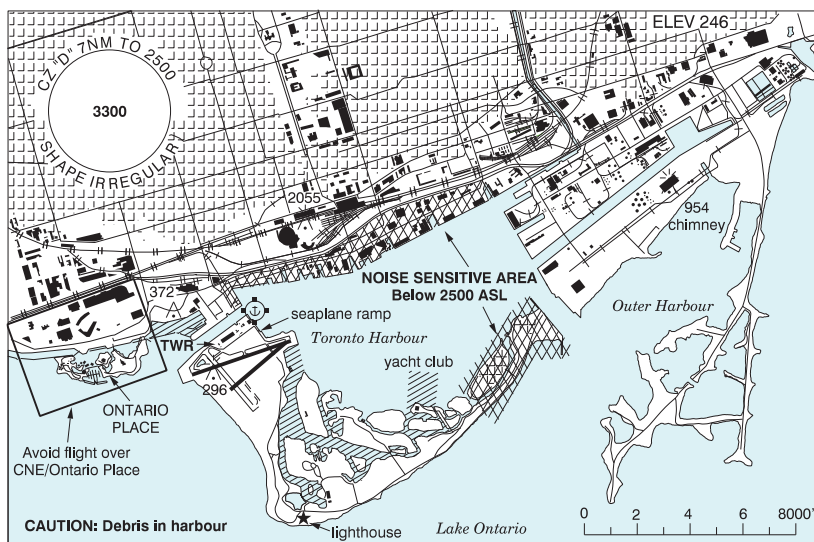 ELEV 246
CZ "D" 7NM TO 2500
3300
SHAPE IRREGULAR
2055
954
chimney
NOISE SENSITIVE AREA
Below 2500 ASL
372
seaplane ramp
Outer Harbour
Toronto Harbour
TWR
yacht club
296
ONTARIO
PLACE
Avoid flight over
CNE/Ontario Place
CAUTION: Debris in harbour
lighthouse
Lake Ontario
0 2 4 6 8000'